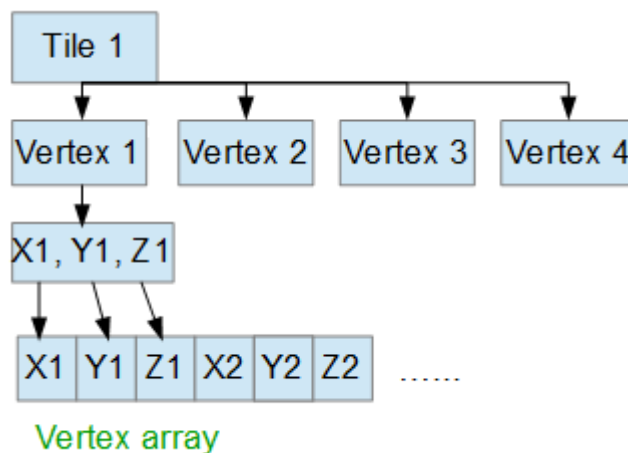 Tile 1
Vertex 1 Vertex 2 Vertex 3 Vertex 4
X1, Y1, Z1
X1 Y1 Z1 X2 Y2 Z2 ......
Vertex array